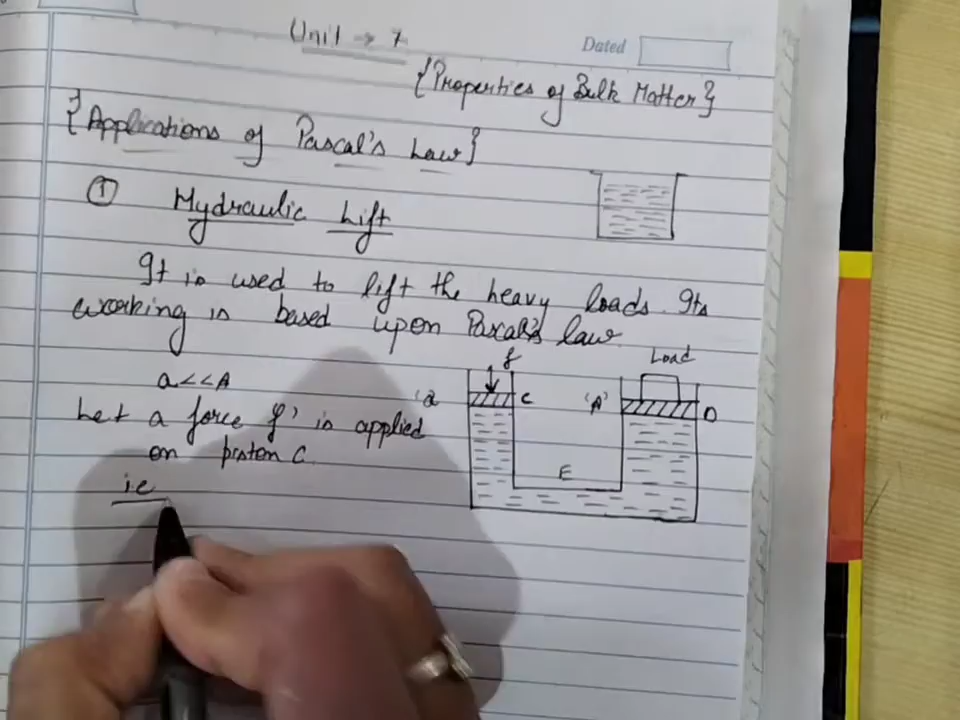 Unit → 7
Dated
{Properties of Bulk Matter}
{Applications of Pascal's Law}
① Hydraulic Lift
It is used to lift the heavy loads. Its
working is based upon Pascal's law
a<<A
Let a force 'f' is applied
on piston C
i.e
f
Load
'a
C
'A'
D
E